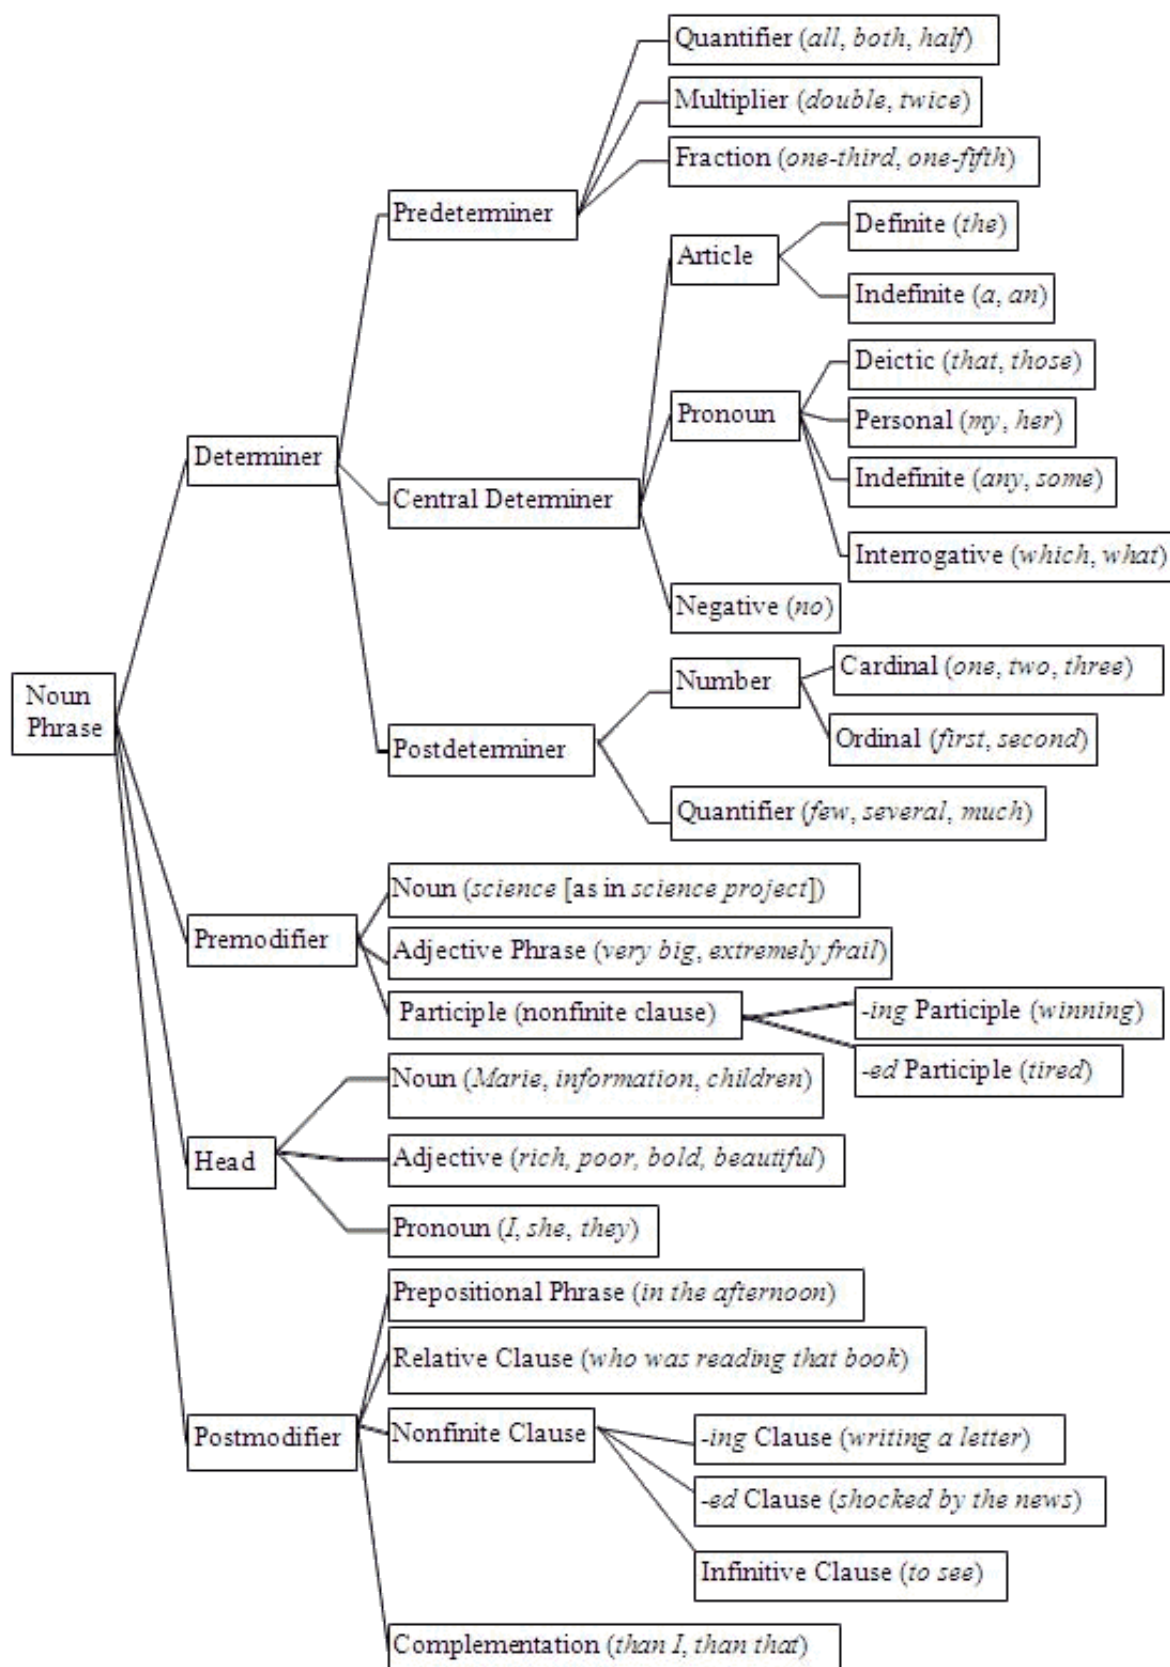 Noun
Phrase
Determiner
Predeterminer
Quantifier (all, both, half)
Multiplier (double, twice)
Fraction (one-third, one-fifth)
Central Determiner
Article
Definite (the)
Indefinite (a, an)
Pronoun
Deictic (that, those)
Personal (my, her)
Indefinite (any, some)
Interrogative (which, what)
Negative (no)
Postdeterminer
Number
Cardinal (one, two, three)
Ordinal (first, second)
Quantifier (few, several, much)
Premodifier
Noun (science [as in science project])
Adjective Phrase (very big, extremely frail)
Participle (nonfinite clause)
-ing Participle (winning)
-ed Participle (tired)
Head
Noun (Marie, information, children)
Adjective (rich, poor, bold, beautiful)
Pronoun (I, she, they)
Postmodifier
Prepositional Phrase (in the afternoon)
Relative Clause (who was reading that book)
Nonfinite Clause
-ing Clause (writing a letter)
-ed Clause (shocked by the news)
Infinitive Clause (to see)
Complementation (than I, than that)